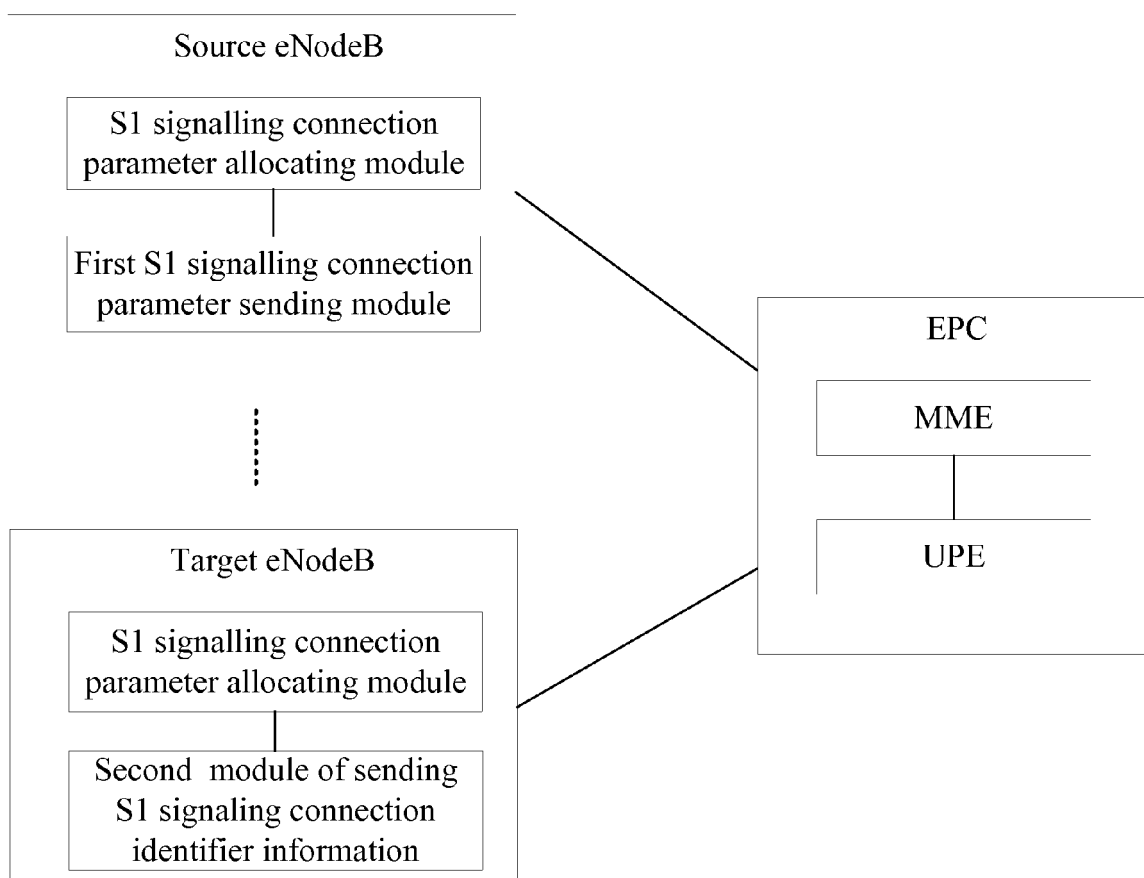 Source eNodeB
S1 signalling connection
parameter allocating module
First S1 signalling connection
parameter sending module
EPC
MME
UPE
Target eNodeB
S1 signalling connection
parameter allocating module
Second module of sending
S1 signaling connection
identifier information